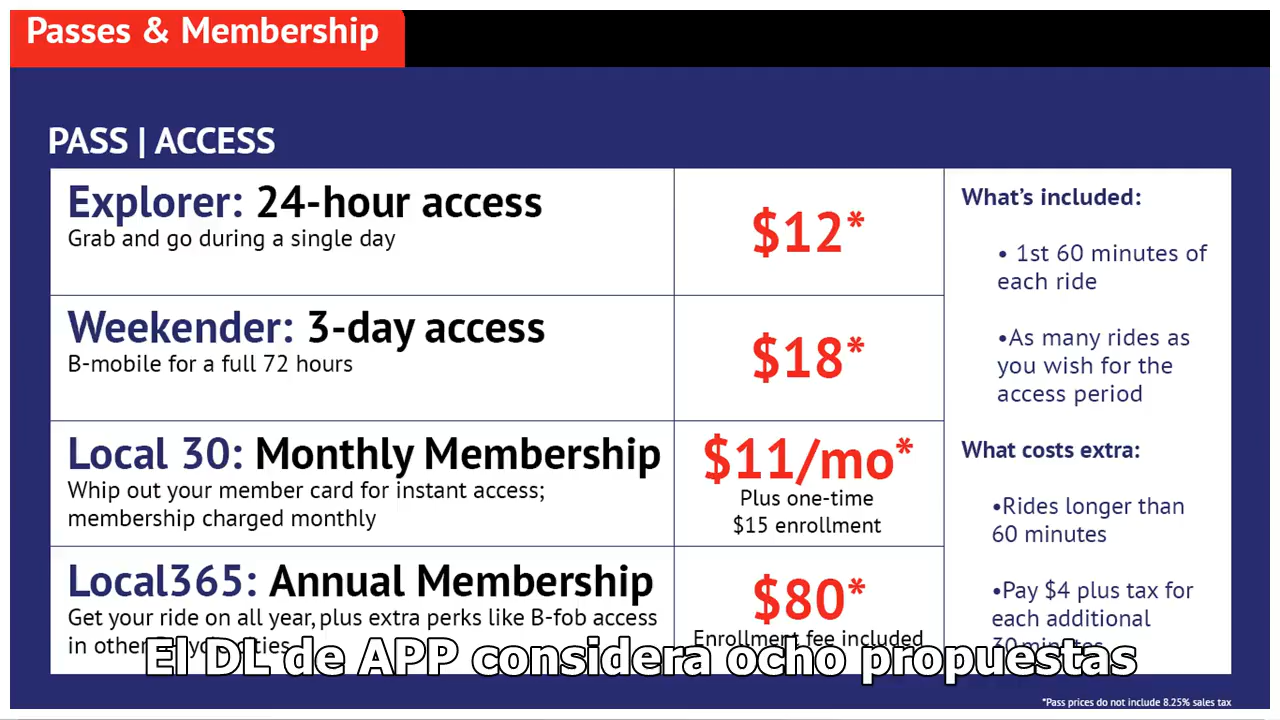 Passes & Membership
PASS | ACCESS
Explorer: 24-hour access
Grab and go during a single day
$12*
Weekender: 3-day access
B-mobile for a full 72 hours
$18*
Local 30: Monthly Membership
Whip out your member card for instant access;
membership charged monthly
$11/mo*
Plus one-time
$15 enrollment
Local365: Annual Membership
Get your ride on all year, plus extra perks like B-fob access
in other
$80*
Enrollment fee included
What's included:
• 1st 60 minutes of
each ride
•As many rides as
you wish for the
access period
What costs extra:
•Rides longer than
60 minutes
•Pay $4 plus tax for
each additional
30 minutes
El DL de APP considera ocho propuestas
*Pass prices do not include 8.25% sales tax